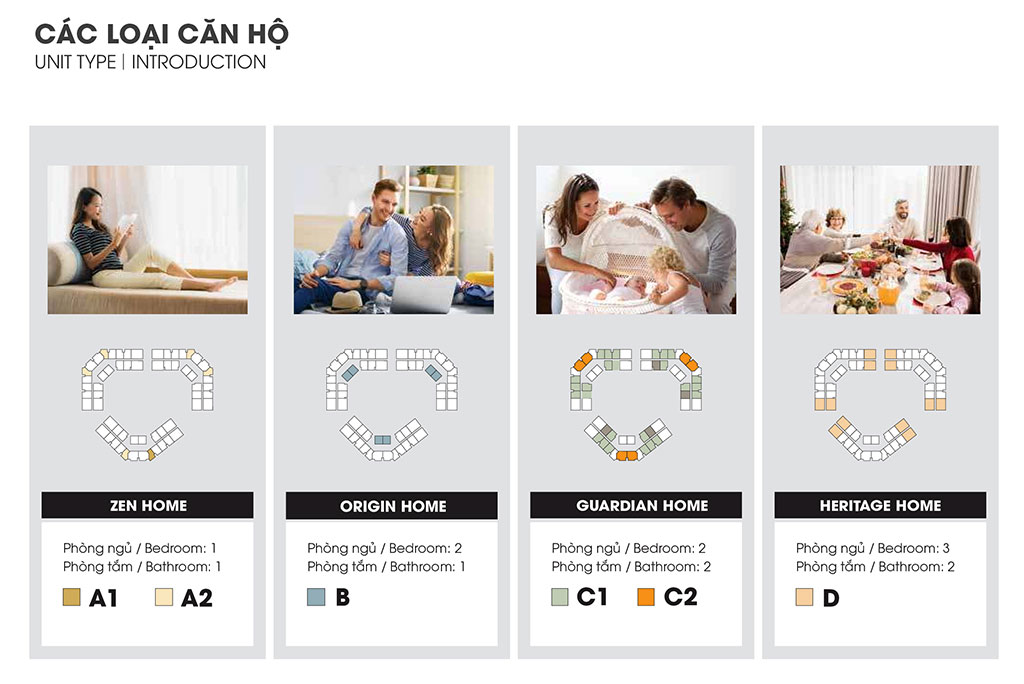 CÁC LOẠI CĂN HỘ
UNIT TYPE | INTRODUCTION
ZEN HOME
Phòng ngủ / Bedroom: 1
Phòng tắm / Bathroom: 1
A1 A2
ORIGIN HOME
Phòng ngủ / Bedroom: 2
Phòng tắm / Bathroom: 1
B
GUARDIAN HOME
Phòng ngủ / Bedroom: 2
Phòng tắm / Bathroom: 2
C1 C2
HERITAGE HOME
Phòng ngủ / Bedroom: 3
Phòng tắm / Bathroom: 2
D